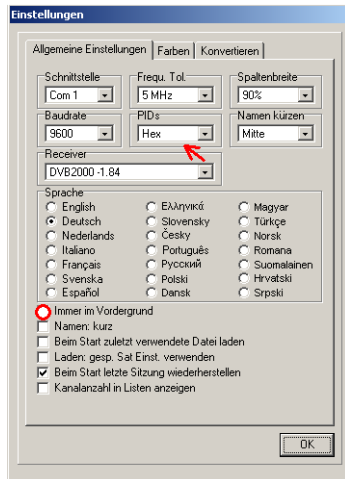 Einstellungen
Allgemeine Einstellungen Farben Konvertieren
Schnittstelle Frequ. Tol. Spaltenbreite
Com 1 5 MHz 90%
Baudrate PIDs Namen kürzen
9600 Hex Mitte
Receiver
DVB2000 -1.84
Sprache
English Ελληνικά Magyar
Deutsch Slovensky Türkçe
Nederlands Česky Norsk
Italiano Português Romana
Français Русский Suomalainen
Svenska Polski Hrvatski
Español Dansk Srpski
Immer im Vordergrund
Namen: kurz
Beim Start zuletzt verwendete Datei laden
Laden: gesp. Sat Einst. verwenden
Beim Start letzte Sitzung wiederherstellen
Kanalanzahl in Listen anzeigen
OK